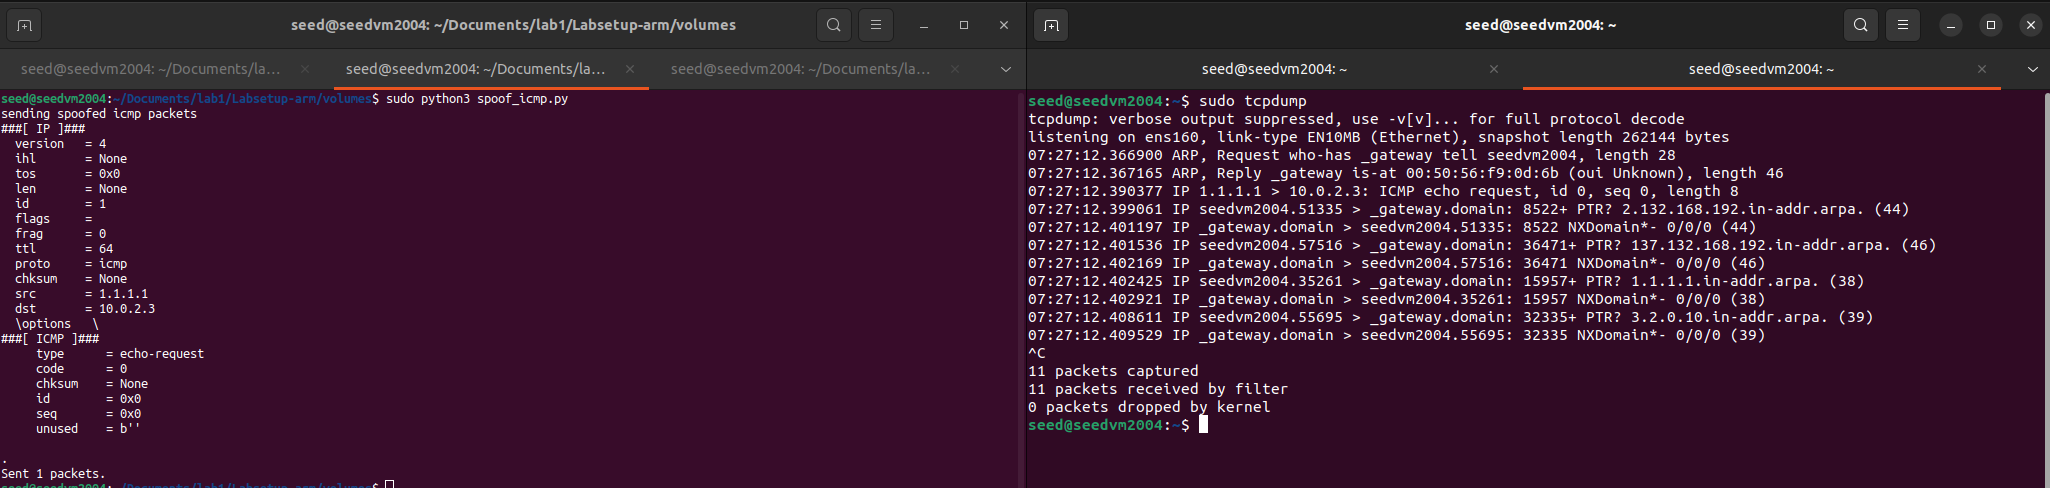 seed@seedvm2004: ~/Documents/lab1/Labsetup-arm/volumes
seed@seedvm2004: ~/Documents/la...
seed@seedvm2004: ~/Documents/la...
seed@seedvm2004: ~/Documents/la...
seed@seedvm2004:~/Documents/lab1/Labsetup-arm/volumes$ sudo python3 spoof_icmp.py
sending spoofed icmp packets
###[ IP ]###
  version   = 4
  ihl       = None
  tos       = 0x0
  len       = None
  id        = 1
  flags     =
  frag      = 0
  ttl       = 64
  proto     = icmp
  chksum    = None
  src       = 1.1.1.1
  dst       = 10.0.2.3
  \options   \
###[ ICMP ]###
     type      = echo-request
     code      = 0
     chksum    = None
     id        = 0x0
     seq       = 0x0
     unused    = b''
.
Sent 1 packets.
seed@seedvm2004:~/Documents/lab1/Labsetup-arm/volumes$
seed@seedvm2004: ~
seed@seedvm2004: ~
seed@seedvm2004: ~
seed@seedvm2004:~$ sudo tcpdump
tcpdump: verbose output suppressed, use -v[v]... for full protocol decode
listening on ens160, link-type EN10MB (Ethernet), snapshot length 262144 bytes
07:27:12.366900 ARP, Request who-has _gateway tell seedvm2004, length 28
07:27:12.367165 ARP, Reply _gateway is-at 00:50:56:f9:0d:6b (oui Unknown), length 46
07:27:12.390377 IP 1.1.1.1 > 10.0.2.3: ICMP echo request, id 0, seq 0, length 8
07:27:12.399061 IP seedvm2004.51335 > _gateway.domain: 8522+ PTR? 2.132.168.192.in-addr.arpa. (44)
07:27:12.401197 IP _gateway.domain > seedvm2004.51335: 8522 NXDomain*- 0/0/0 (44)
07:27:12.401536 IP seedvm2004.57516 > _gateway.domain: 36471+ PTR? 137.132.168.192.in-addr.arpa. (46)
07:27:12.402169 IP _gateway.domain > seedvm2004.57516: 36471 NXDomain*- 0/0/0 (46)
07:27:12.402425 IP seedvm2004.35261 > _gateway.domain: 15957+ PTR? 1.1.1.1.in-addr.arpa. (38)
07:27:12.402921 IP _gateway.domain > seedvm2004.35261: 15957 NXDomain*- 0/0/0 (38)
07:27:12.408611 IP seedvm2004.55695 > _gateway.domain: 32335+ PTR? 3.2.0.10.in-addr.arpa. (39)
07:27:12.409529 IP _gateway.domain > seedvm2004.55695: 32335 NXDomain*- 0/0/0 (39)
^C
11 packets captured
11 packets received by filter
0 packets dropped by kernel
seed@seedvm2004:~$